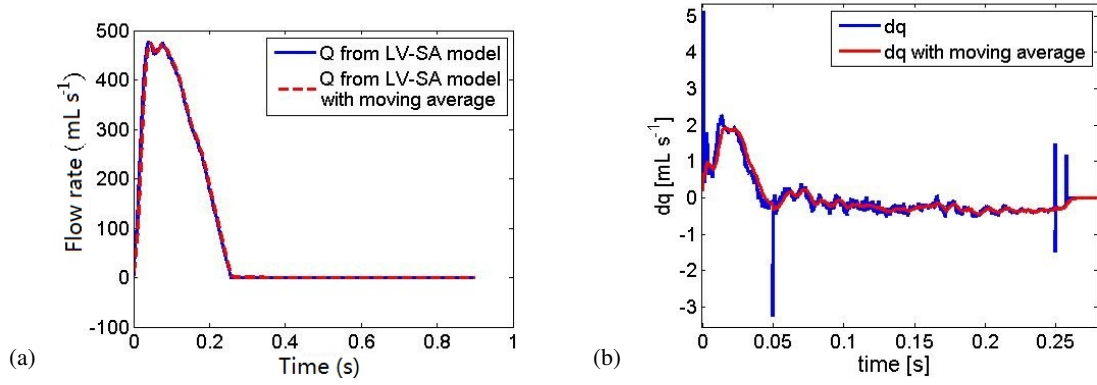 500
400
300
200
100
0
-100
Flow rate ( mL s⁻¹)
Q from LV-SA model
Q from LV-SA model
with moving average
0
0.2
0.4
0.6
0.8
1
Time (s)
(a)
5
4
3
2
1
0
-1
-2
-3
dq [mL s⁻¹]
dq
dq with moving average
0
0.05
0.1
0.15
0.2
0.25
time [s]
(b)